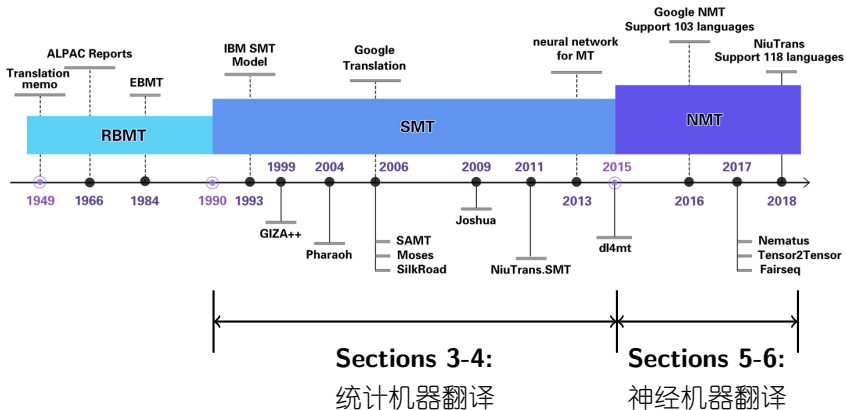 Translation
memo
ALPAC Reports
EBMT
IBM SMT
Model
Google
Translation
neural network
for MT
Google NMT
Support 103 languages
NiuTrans
Support 118 languages
RBMT
SMT
NMT
1949
1966
1984
1990
1993
1999
2004
2006
2009
2011
2013
2015
2016
2017
2018
GIZA++
Pharaoh
SAMT
Moses
SilkRoad
Joshua
NiuTrans.SMT
dl4mt
Nematus
Tensor2Tensor
Fairseq
Sections 3-4:
统计机器翻译
Sections 5-6:
神经机器翻译